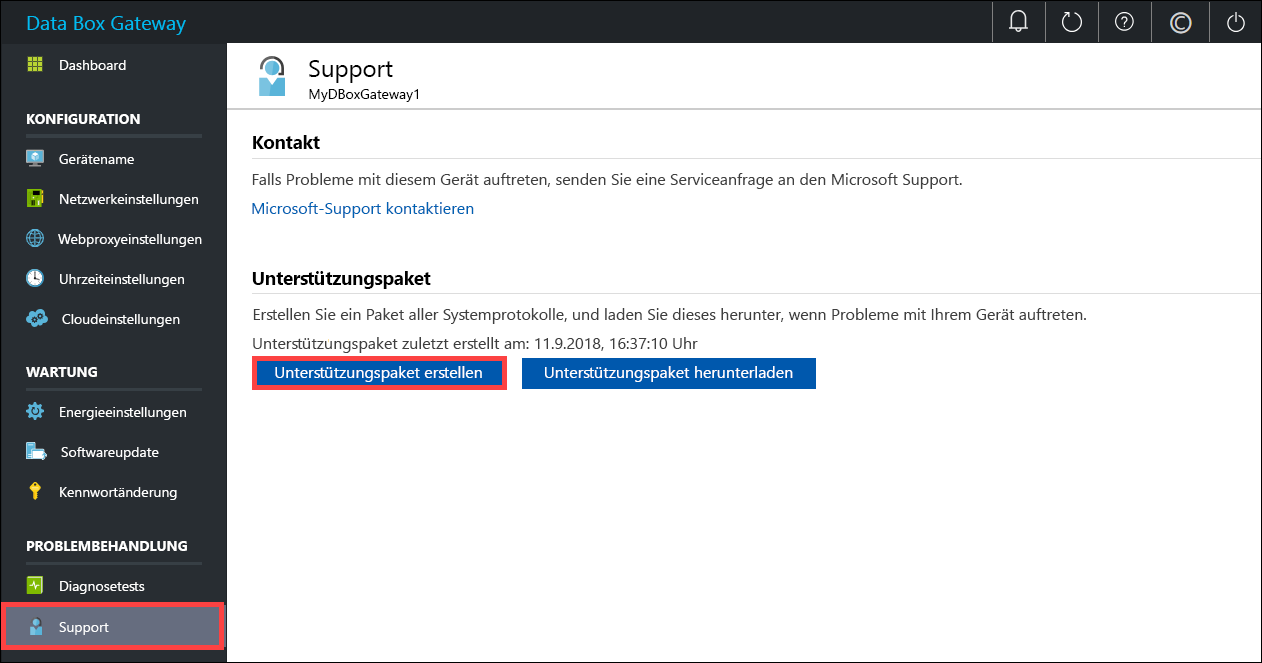 Data Box Gateway
Dashboard
KONFIGURATION
Gerätename
Netzwerkeinstellungen
Webproxyeinstellungen
Uhrzeiteinstellungen
Cloudeinstellungen
WARTUNG
Energieeinstellungen
Softwareupdate
Kennwortänderung
PROBLEMBEHANDLUNG
Diagnosetests
Support
Support
MyDBoxGateway1
Kontakt
Falls Probleme mit diesem Gerät auftreten, senden Sie eine Serviceanfrage an den Microsoft Support.
Microsoft-Support kontaktieren
Unterstützungspaket
Erstellen Sie ein Paket aller Systemprotokolle, und laden Sie dieses herunter, wenn Probleme mit Ihrem Gerät auftreten.
Unterstützungspaket zuletzt erstellt am: 11.9.2018, 16:37:10 Uhr
Unterstützungspaket erstellen
Unterstützungspaket herunterladen